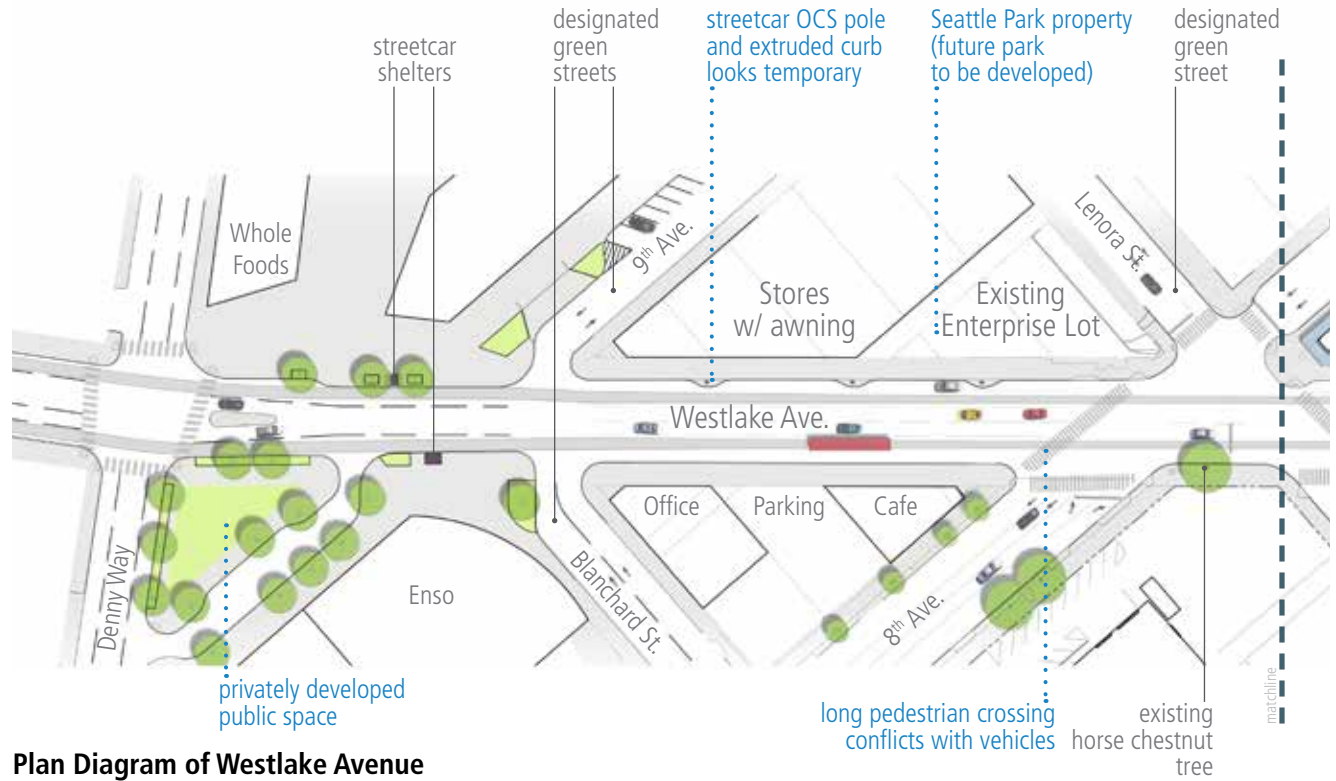 streetcar
shelters
designated
green
streets
streetcar OCS pole
and extruded curb
looks temporary
Seattle Park property
(future park
to be developed)
designated
green
street
Whole
Foods
9th Ave.
Stores
w/ awning
Existing
Enterprise Lot
Lenora St.
Westlake Ave.
Denny Way
Enso
Blanchard St.
Office
Parking
Cafe
8th Ave.
privately developed
public space
long pedestrian crossing
conflicts with vehicles
existing
horse chestnut
tree
matchline
Plan Diagram of Westlake Avenue